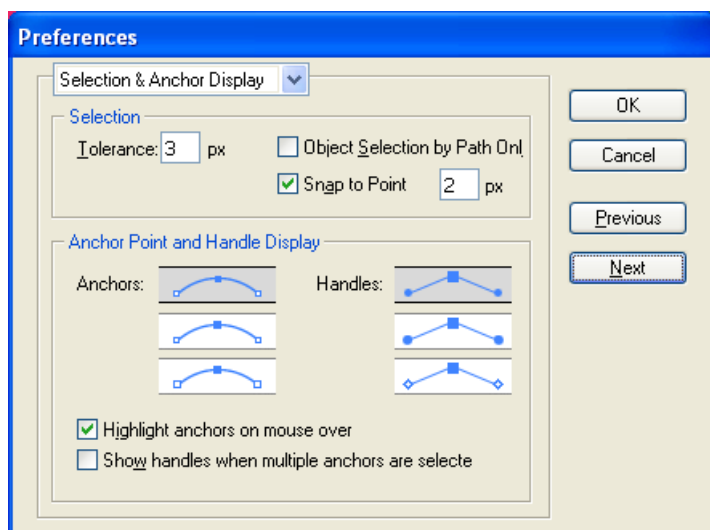 Preferences
Selection & Anchor Display
OK
Selection
Tolerance: 3 px
Object Selection by Path Onl
Cancel
Snap to Point 2 px
Previous
Anchor Point and Handle Display
Next
Anchors:
Handles:
Highlight anchors on mouse over
Show handles when multiple anchors are selecte